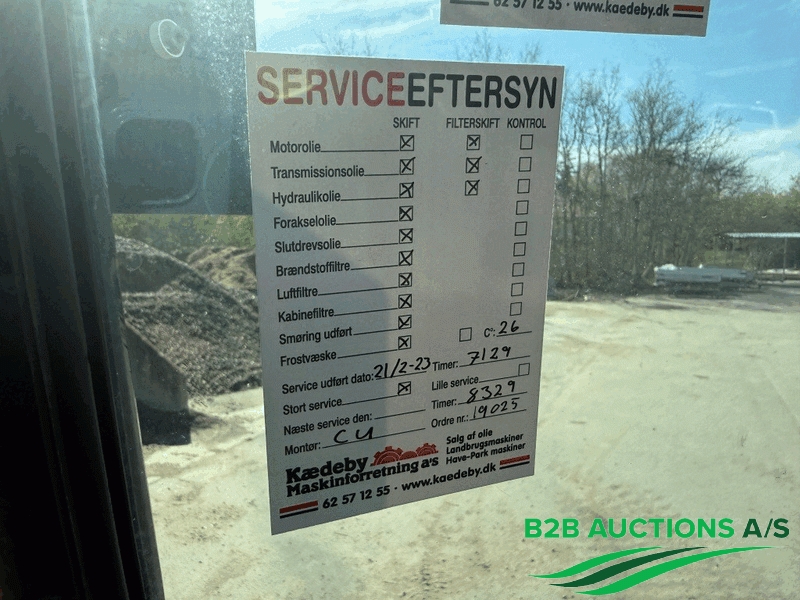 62 57 12 55 · www.kaedeby.dk
SERVICEEFTERSYN
SKIFT FILTERSKIFT KONTROL
Motorolie
Transmissionsolie
Hydraulikolie
Forakselolie
Slutdrevsolie
Brændstoffiltre
Luftfiltre
Kabinefiltre
Smøring udført
Frostvæske C°: 26
Service udført dato: 21/2-23 Timer: 7129
Stort service Lille service
Næste service den: Timer: 8329
Montør: CU Ordre nr.: 19025
Kædeby
Maskinforretning a/s
Salg af olie
Landbrugsmaskiner
Have-Park maskiner
62 57 12 55 · www.kaedeby.dk
B2B AUCTIONS A/S